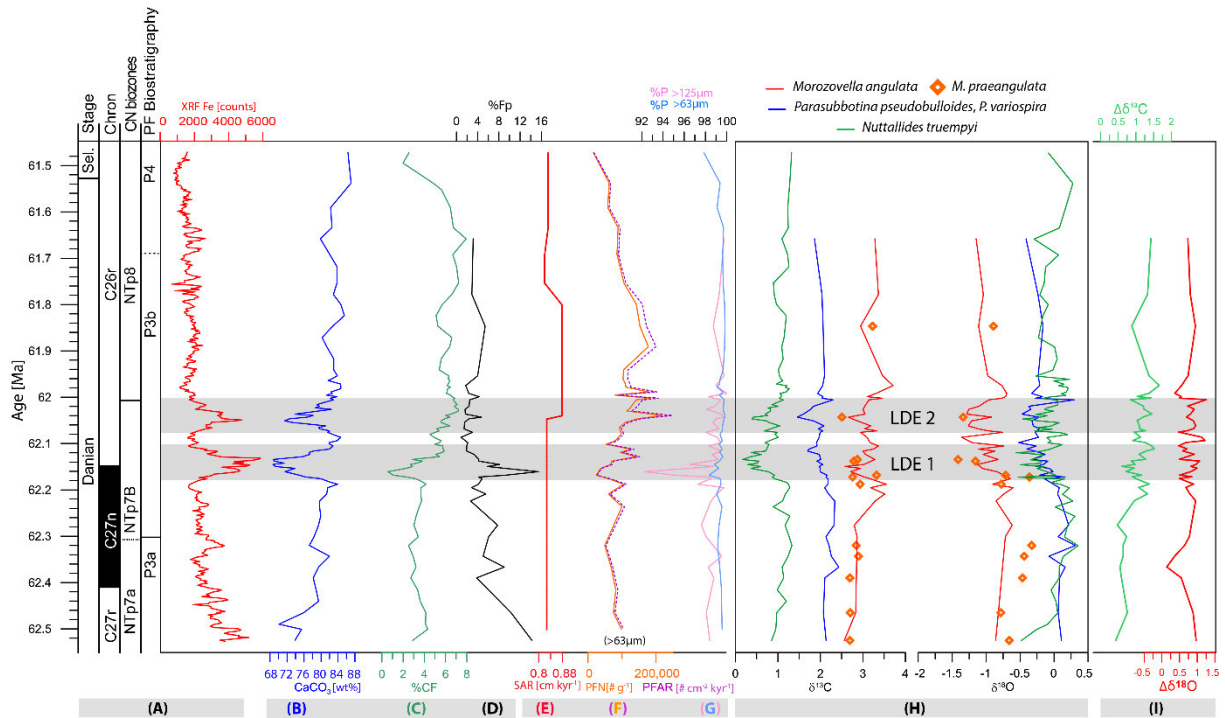 %P >125µm
%P >63µm
Morozovella angulata M. praeangulata
Parasubbotina pseudobulloides, P. variospira
Nuttallides truempyi
Δδ¹³C
0 0.5 1 1.5 2
Stage
Chron
CN biozones
PF Biostratigraphy
XRF Fe [counts]
0 2000 4000 6000
%Fp
0 4 8 12 16
92 94 96 98 100
Age [Ma]
61.5
61.6
61.7
61.8
61.9
62
62.1
62.2
62.3
62.4
62.5
Sel.
Danian
C26r
C27n
C27r
NTp8
NTp7B
NTp7a
P4
P3b
P3a
LDE 2
LDE 1
(>63µm)
68 72 76 80 84 88
CaCO₃[wt%]
0 2 4 6 8
%CF
0.8 0.88
SAR [cm kyr⁻¹]
0 200,000
PFN[# g⁻¹]
PFAR [# cm⁻² kyr⁻¹]
0 1 2 3 4
δ¹³C
-2 -1.5 -1 -0.5 0 0.5
δ¹⁸O
-0.5 0 0.5 1 1.5
Δδ¹⁸O
(A) (B) (C) (D) (E) (F) (G) (H) (I)